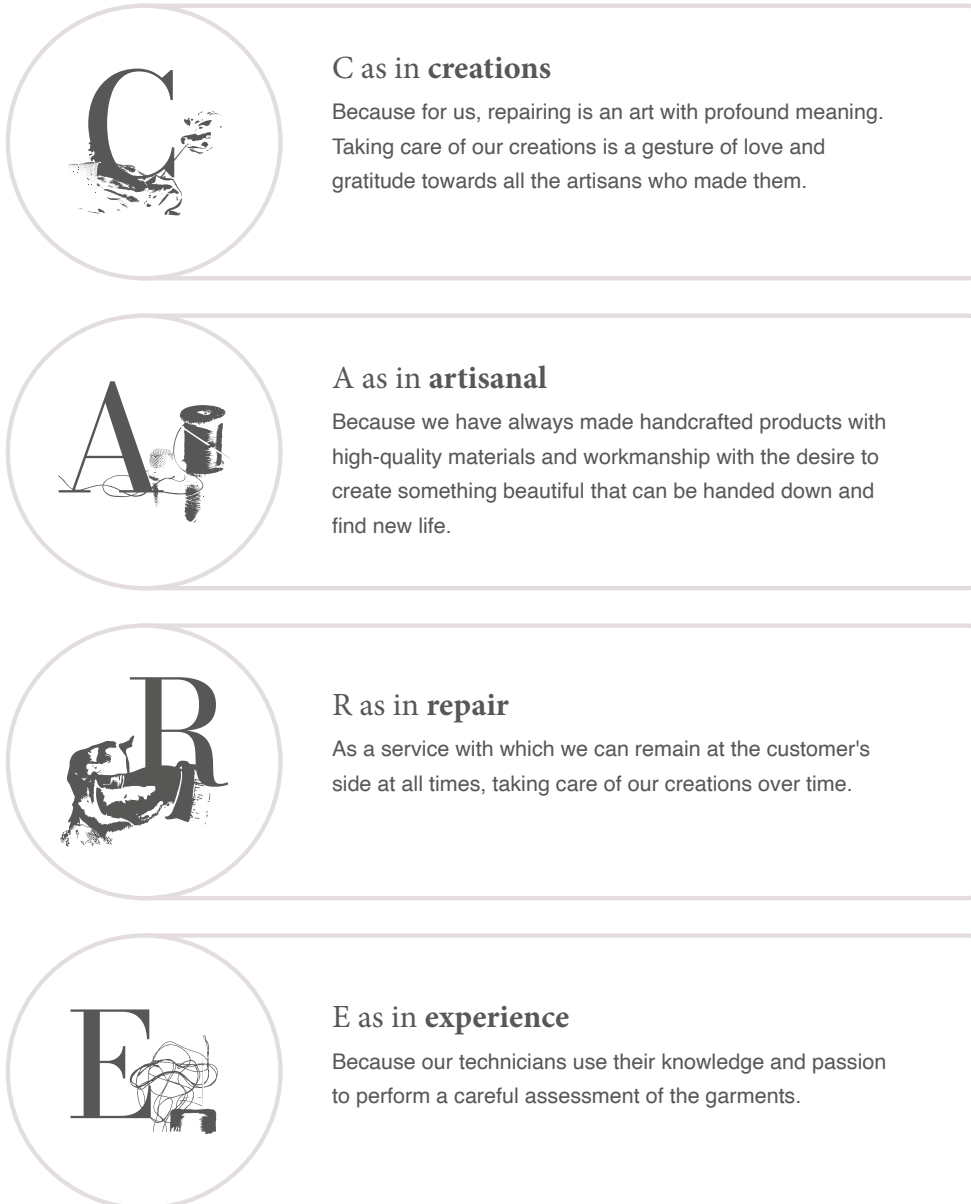 C
C as in creations
Because for us, repairing is an art with profound meaning.
Taking care of our creations is a gesture of love and
gratitude towards all the artisans who made them.
A
A as in artisanal
Because we have always made handcrafted products with
high-quality materials and workmanship with the desire to
create something beautiful that can be handed down and
find new life.
R
R as in repair
As a service with which we can remain at the customer's
side at all times, taking care of our creations over time.
E
E as in experience
Because our technicians use their knowledge and passion
to perform a careful assessment of the garments.